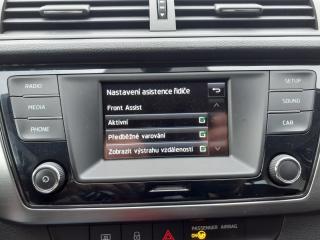 RADIO
MEDIA
PHONE
Nastavení asistence řidiče
Front Assist
Aktivní
Předběžné varování
Zobrazit výstrahu vzdálenosti
SETUP
SOUND
CAR
PASSENGER AIRBAG